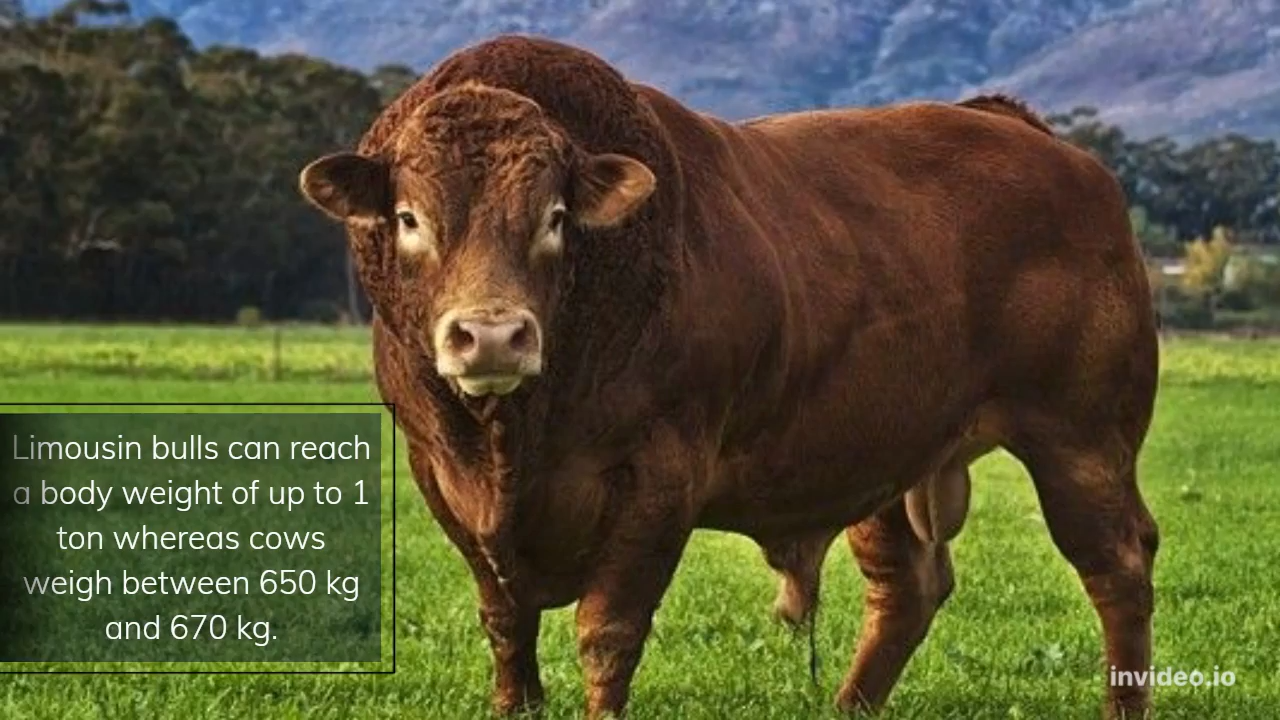 Limousin bulls can reach
a body weight of up to 1
ton whereas cows
weigh between 650 kg
and 670 kg.
invideo.io